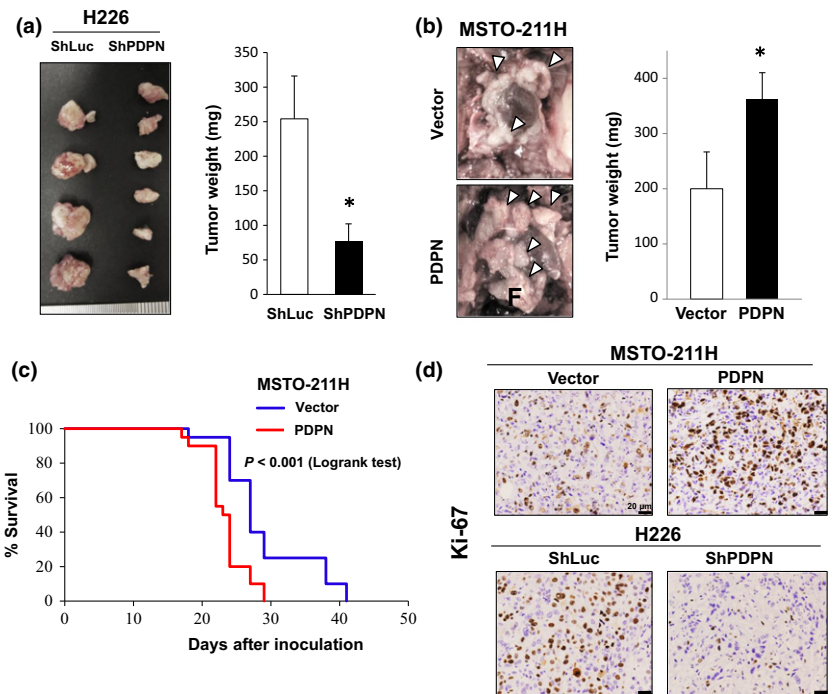 (a)
H226
ShLuc ShPDPN
Tumor weight (mg)
350
300
250
200
150
100
50
0
*
ShLuc ShPDPN
(b)
MSTO-211H
Vector
PDPN
F
Tumor weight (mg)
400
300
200
100
0
*
Vector PDPN
(c)
MSTO-211H
Vector
PDPN
P < 0.001 (Logrank test)
% Survival
100
80
60
40
20
0
0 10 20 30 40 50
Days after inoculation
(d)
MSTO-211H
Vector PDPN
20 µm
Ki-67
H226
ShLuc ShPDPN